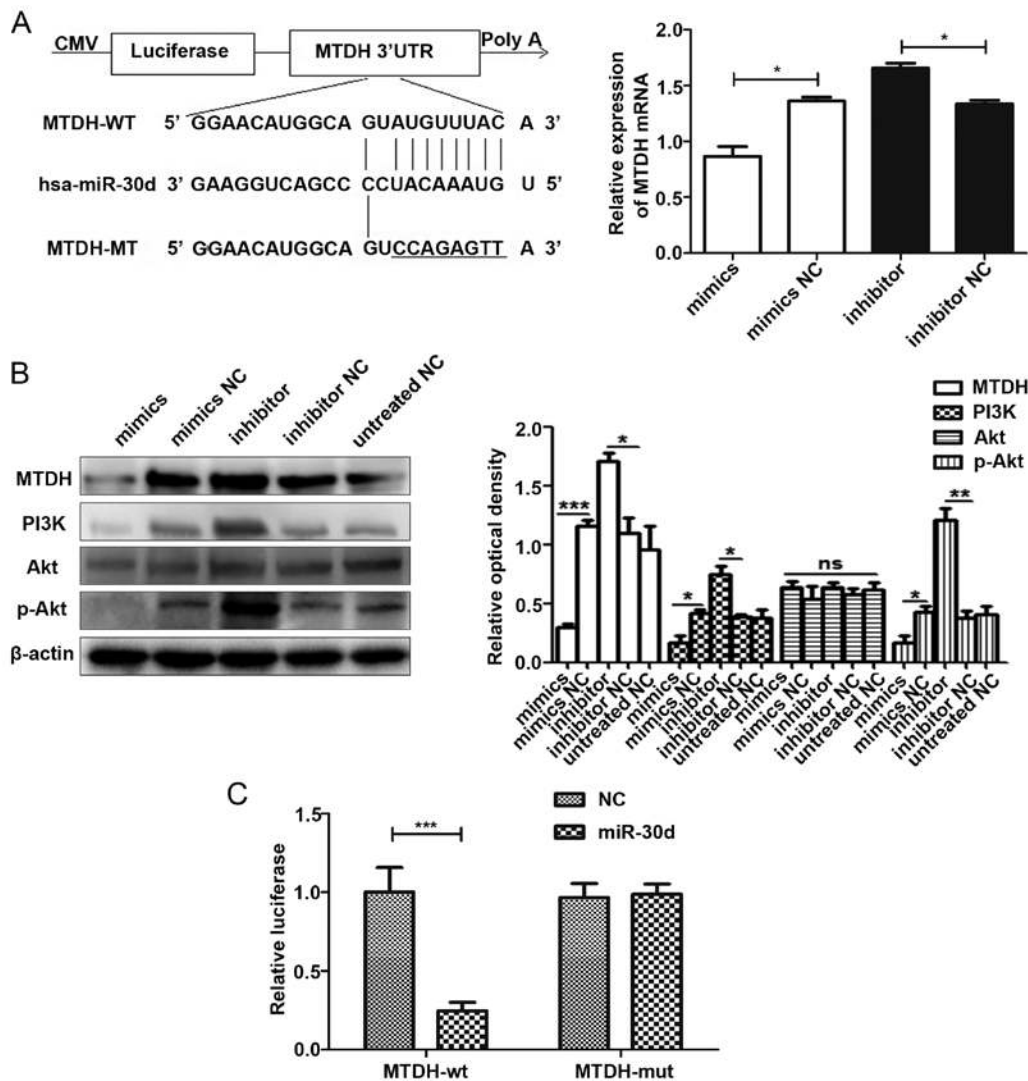 A
CMV Luciferase MTDH 3'UTR Poly A
MTDH-WT 5' GGAACAUGGCA GUAUGUUUAC A 3'
hsa-miR-30d 3' GAAGGUCAGCC CCUACAAAUG U 5'
MTDH-MT 5' GGAACAUGGCA GUCCAGAGTT A 3'
Relative expression
of MTDH mRNA
2.0
1.5
1.0
0.5
0.0
*
*
mimics
mimics NC
inhibitor
inhibitor NC
B
mimics
mimics NC
inhibitor
inhibitor NC
untreated NC
MTDH
PI3K
Akt
p-Akt
β-actin
Relative optical density
2.0
1.5
1.0
0.5
0.0
MTDH
PI3K
Akt
p-Akt
***
*
*
*
ns
*
**
mimics
mimics NC
inhibitor
inhibitor NC
untreated NC
mimics
mimics NC
inhibitor
inhibitor NC
untreated NC
mimics
mimics NC
inhibitor
inhibitor NC
untreated NC
mimics
mimics NC
inhibitor
inhibitor NC
untreated NC
C
Relative luciferase
1.5
1.0
0.5
0.0
***
NC
miR-30d
MTDH-wt
MTDH-mut